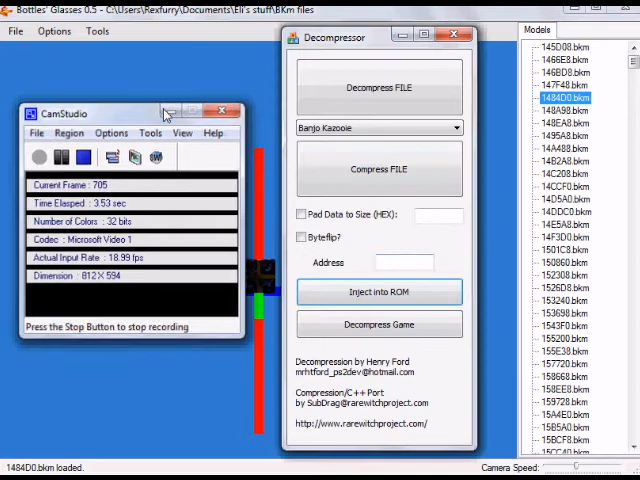 Bottles' Glasses 0.5 - C:\Users\Rexfurry\Documents\Eli's stuff\BKm files
File Options Tools
CamStudio
File Region Options Tools View Help
Current Frame : 705
Time Elasped : 3.53 sec
Number of Colors : 32 bits
Codec : Microsoft Video 1
Actual Input Rate : 18.99 fps
Dimension : 812 X 594
Press the Stop Button to stop recording
Decompressor
Decompress FILE
Banjo Kazooie
Compress FILE
Pad Data to Size (HEX):
Byteflip?
Address
Inject into ROM
Decompress Game
Decompression by Henry Ford
mrhtford_ps2dev@hotmail.com
Compression/C++ Port
by SubDrag@rarewitchproject.com
http://www.rarewitchproject.com/
Models
145D08.bkm
1466E8.bkm
146BD8.bkm
147F48.bkm
1484D0.bkm
148A98.bkm
148EA8.bkm
1495A8.bkm
14A488.bkm
14B2A8.bkm
14C208.bkm
14CCF0.bkm
14D5A0.bkm
14DDC0.bkm
14E5A8.bkm
14F3D0.bkm
1501C8.bkm
150860.bkm
152308.bkm
1526D8.bkm
153240.bkm
153698.bkm
1543F0.bkm
155200.bkm
155E38.bkm
157720.bkm
158668.bkm
158EE8.bkm
159728.bkm
15A4E0.bkm
15B5A0.bkm
15BCF8.bkm
15CC40.bkm
1484D0.bkm loaded.
Camera Speed: